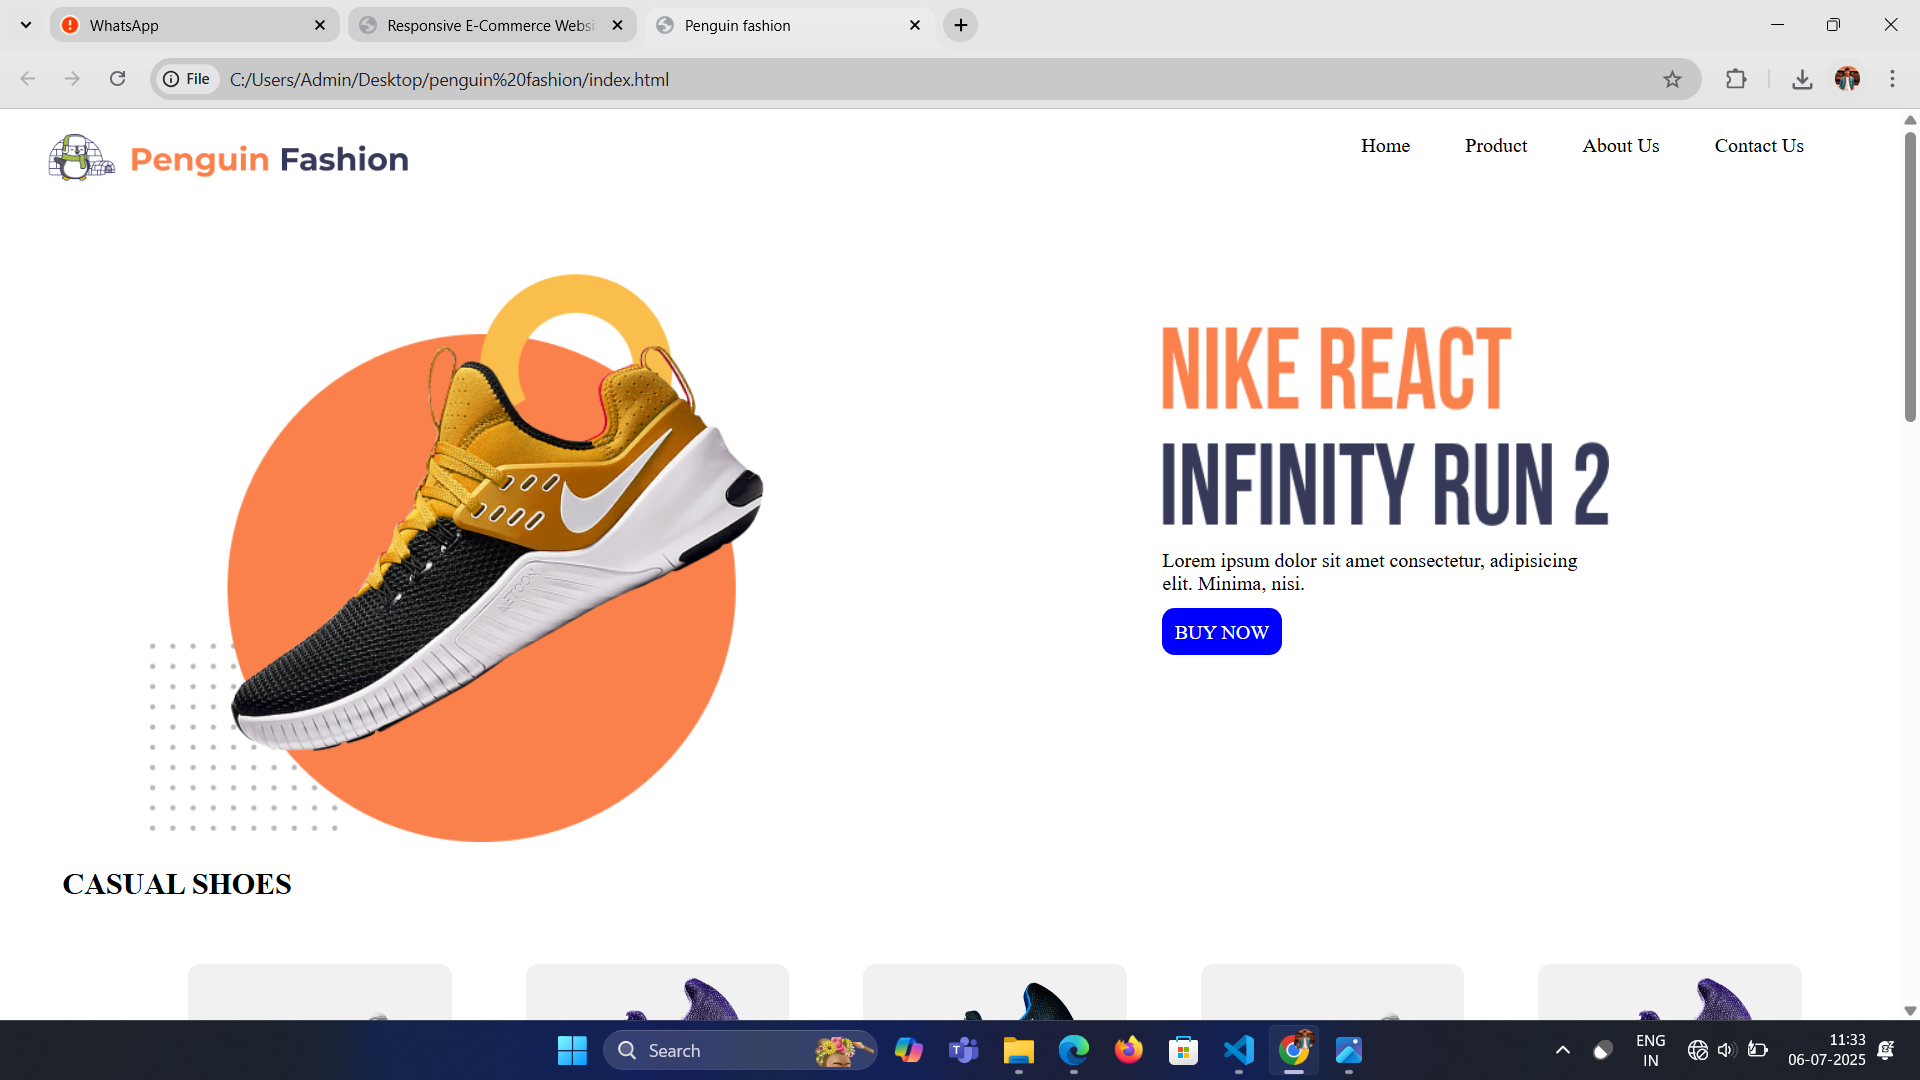 WhatsApp
Responsive E-Commerce Websi
Penguin fashion
File
C:/Users/Admin/Desktop/penguin%20fashion/index.html
Penguin Fashion
Home Product About Us Contact Us
NIKE REACT
INFINITY RUN 2
METCON
Lorem ipsum dolor sit amet consectetur, adipisicing
elit. Minima, nisi.
BUY NOW
CASUAL SHOES
Search
ENG
IN
11:33
06-07-2025